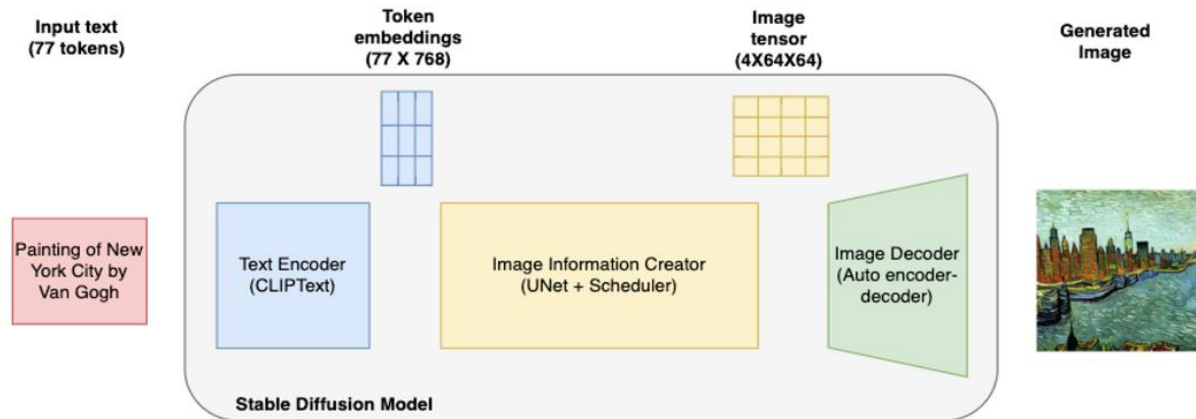 Input text
(77 tokens)
Token
embeddings
(77 X 768)
Image
tensor
(4X64X64)
Generated
Image
Painting of New
York City by
Van Gogh
Text Encoder
(CLIPText)
Image Information Creator
(UNet + Scheduler)
Image Decoder
(Auto encoder-
decoder)
Stable Diffusion Model